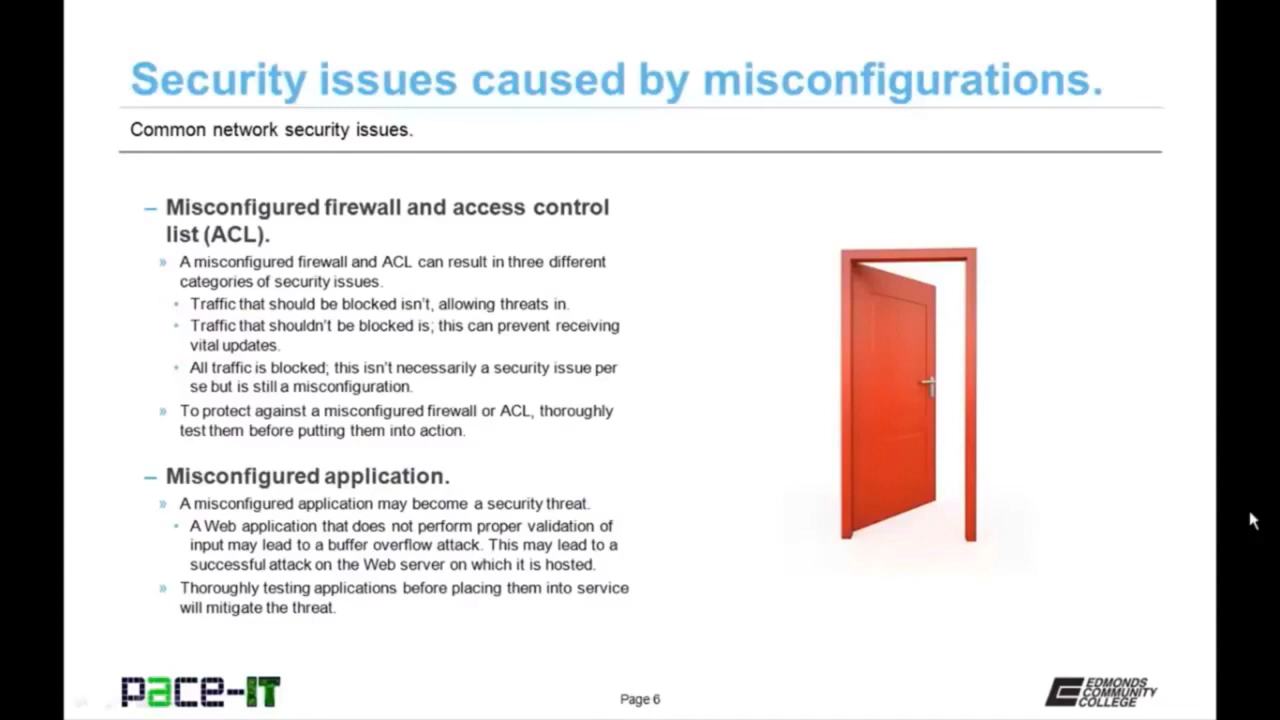 Security issues caused by misconfigurations.
Common network security issues.
– Misconfigured firewall and access control
list (ACL).
» A misconfigured firewall and ACL can result in three different
categories of security issues.
• Traffic that should be blocked isn't, allowing threats in.
• Traffic that shouldn't be blocked is; this can prevent receiving
vital updates.
• All traffic is blocked; this isn't necessarily a security issue per
se but is still a misconfiguration.
» To protect against a misconfigured firewall or ACL, thoroughly
test them before putting them into action.
– Misconfigured application.
» A misconfigured application may become a security threat.
• A Web application that does not perform proper validation of
input may lead to a buffer overflow attack. This may lead to a
successful attack on the Web server on which it is hosted.
» Thoroughly testing applications before placing them into service
will mitigate the threat.
pace-IT
Page 6
EDMONDS
COMMUNITY
COLLEGE